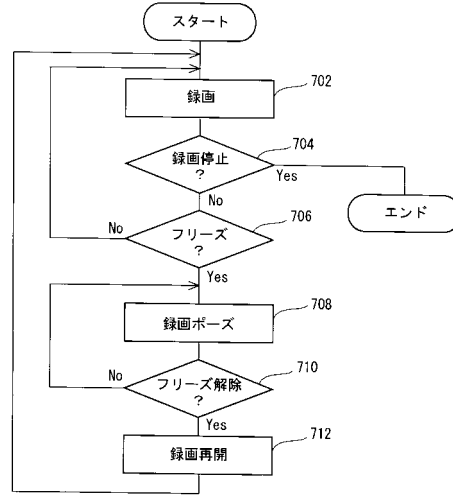 スタート
録画
702
録画停止
?
704
Yes
No
エンド
フリーズ
?
706
No
Yes
録画ポーズ
708
フリーズ解除
?
710
No
Yes
録画再開
712